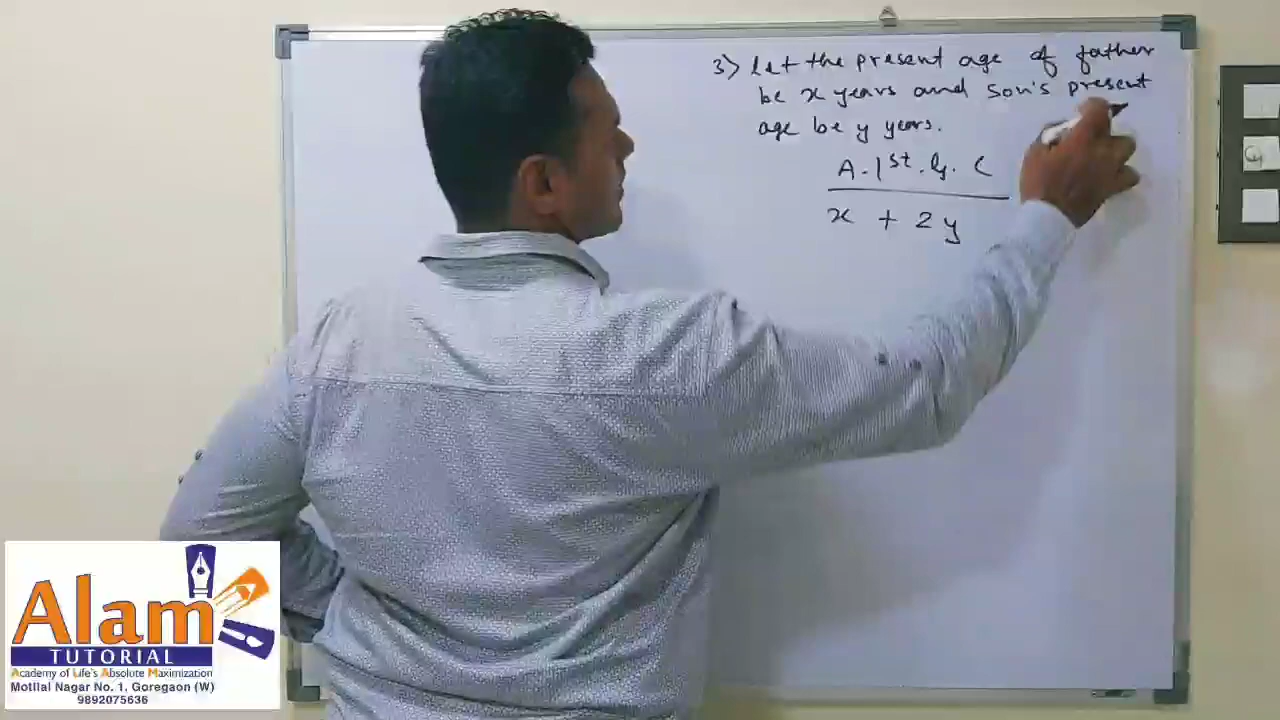 3) Let the present age of father
be x years and Son's present
age be y years.
A. 1st. G. C
x + 2y
Alam
TUTORIAL
Academy of Life's Absolute Maximization
Motilal Nagar No. 1, Goregaon (W)
9892075636